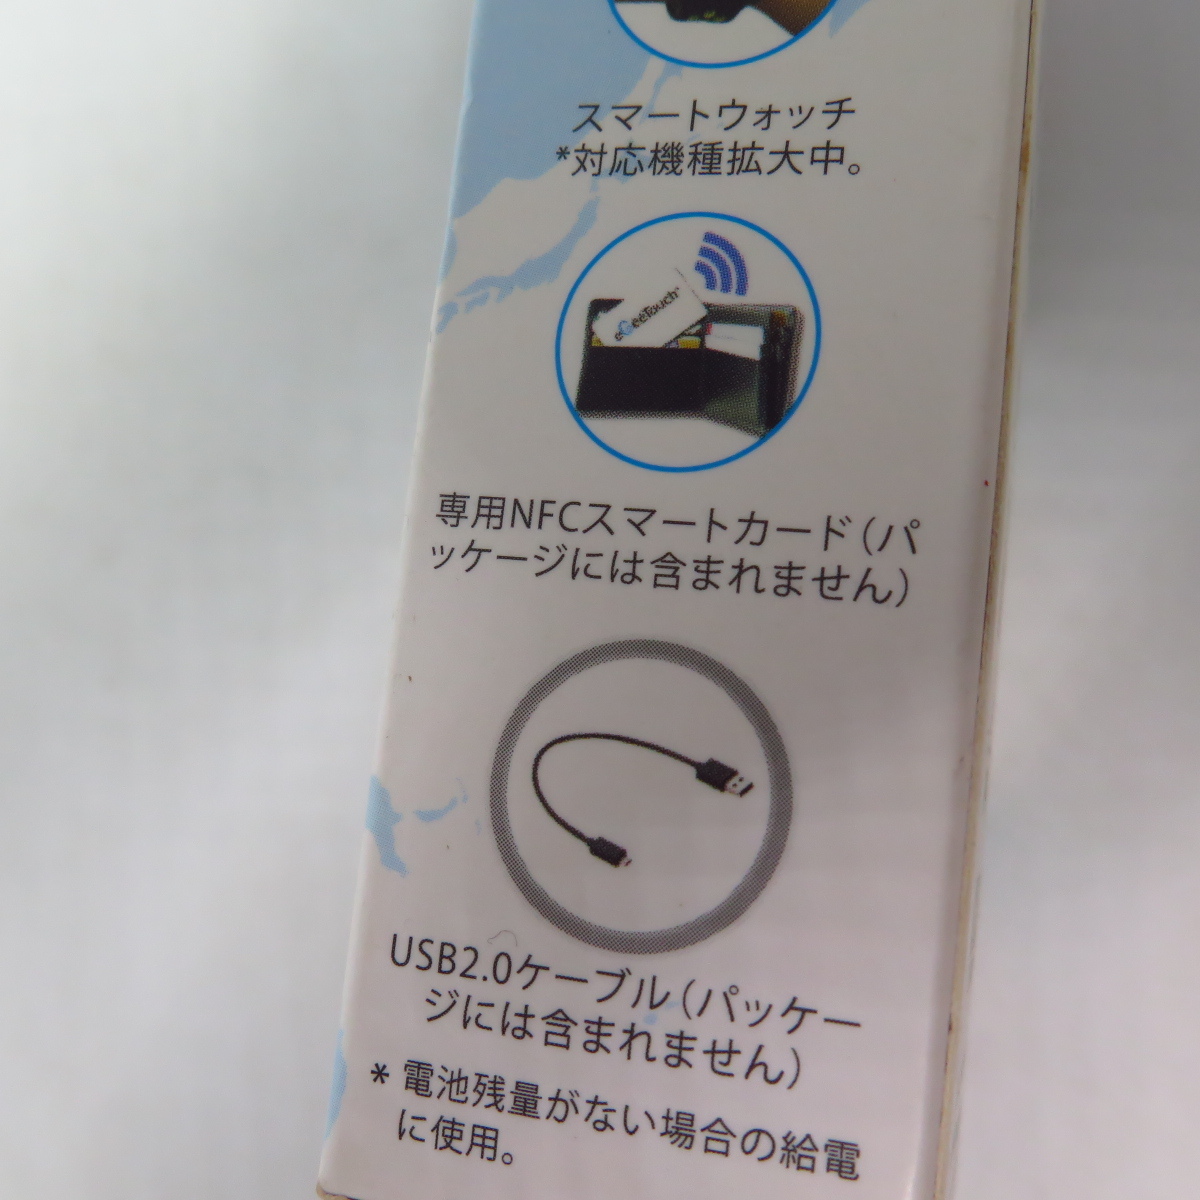 スマートウォッチ
*対応機種拡大中。
eGeeTouch™
専用NFCスマートカード（パ
ッケージには含まれません）
USB2.0ケーブル（パッケー
ジには含まれません）
* 電池残量がない場合の給電
に使用。